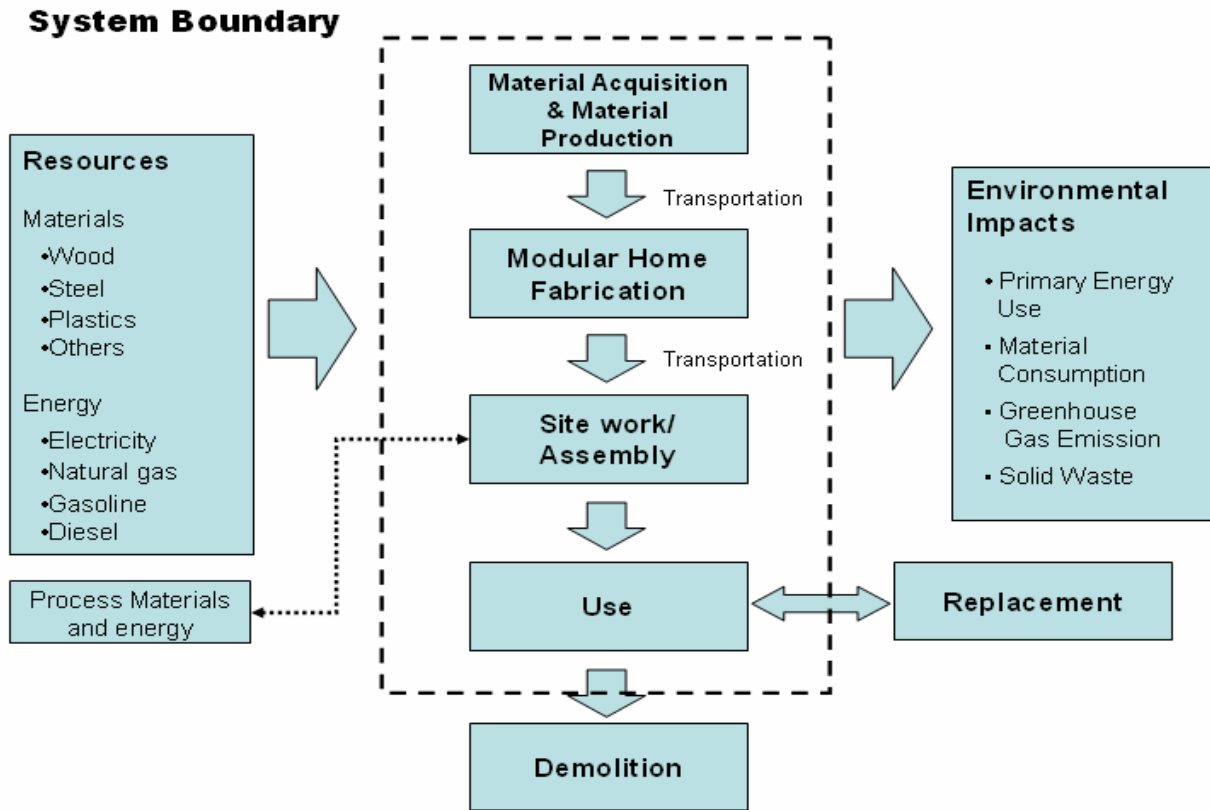 System Boundary
Material Acquisition
& Material
Production
Resources
Materials
•Wood
•Steel
•Plastics
•Others
Energy
•Electricity
•Natural gas
•Gasoline
•Diesel
Process Materials
and energy
Transportation
Modular Home
Fabrication
Transportation
Site work/
Assembly
Use
Demolition
Environmental
Impacts
• Primary Energy
Use
▪ Material
Consumption
▪ Greenhouse
Gas Emission
▪ Solid Waste
Replacement